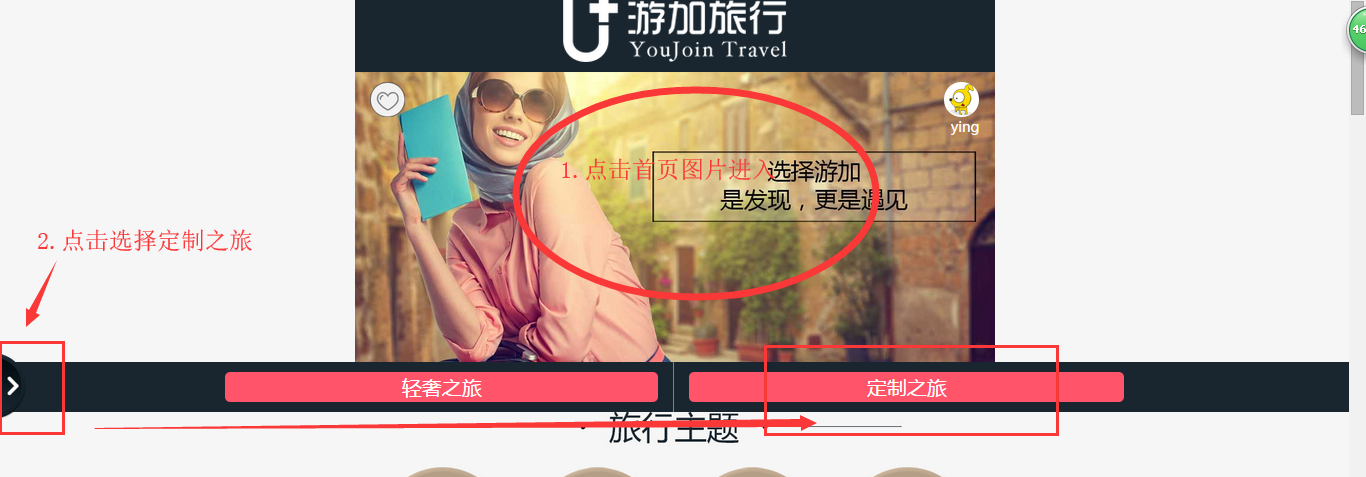 游加旅行
YouJoin Travel
46
ying
1.点击首页图片进入
选择游加
是发现，更是遇见
2.点击选择定制之旅
轻奢之旅
定制之旅
· 旅行主题